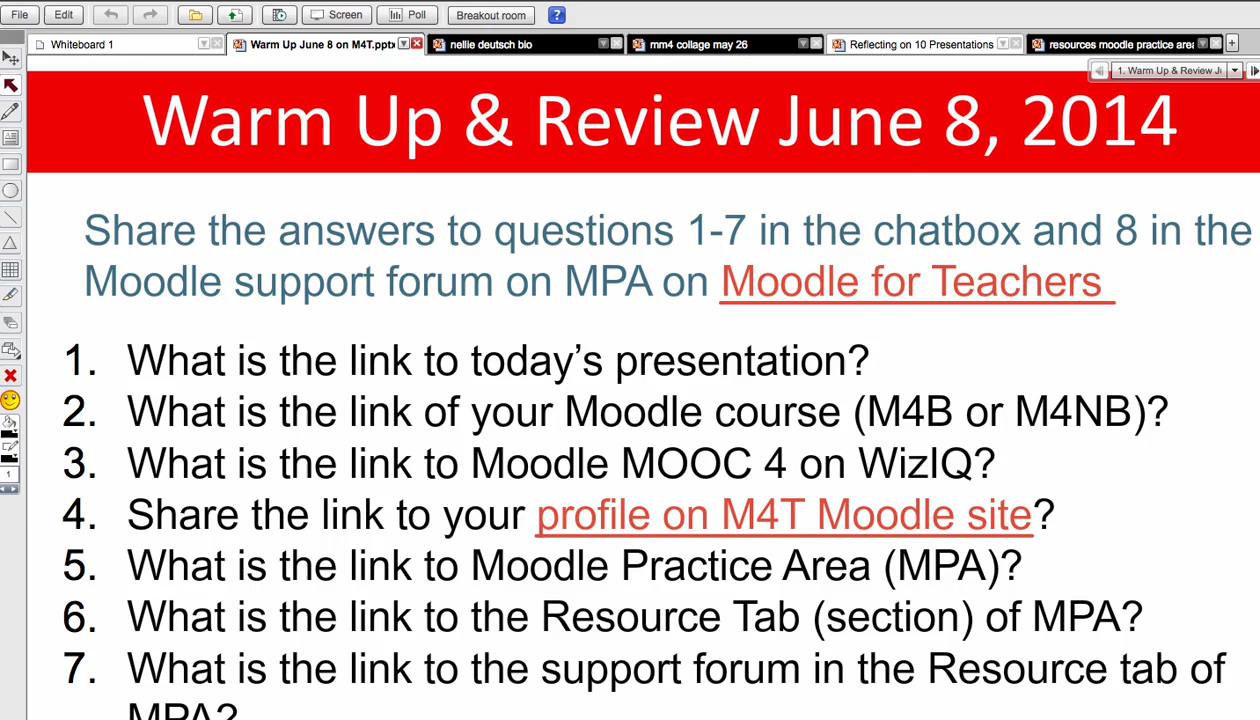 File Edit Screen Poll Breakout room ?
Whiteboard 1 Warm Up June 8 on M4T.pptx nellie deutsch bio mm4 collage may 26 Reflecting on 10 Presentations resources moodle practice area +
1. Warm Up & Review Ju
Warm Up & Review June 8, 2014
Share the answers to questions 1-7 in the chatbox and 8 in the
Moodle support forum on MPA on Moodle for Teachers
1. What is the link to today’s presentation?
2. What is the link of your Moodle course (M4B or M4NB)?
3. What is the link to Moodle MOOC 4 on WizIQ?
4. Share the link to your profile on M4T Moodle site?
5. What is the link to Moodle Practice Area (MPA)?
6. What is the link to the Resource Tab (section) of MPA?
7. What is the link to the support forum in the Resource tab of
MPA?
1